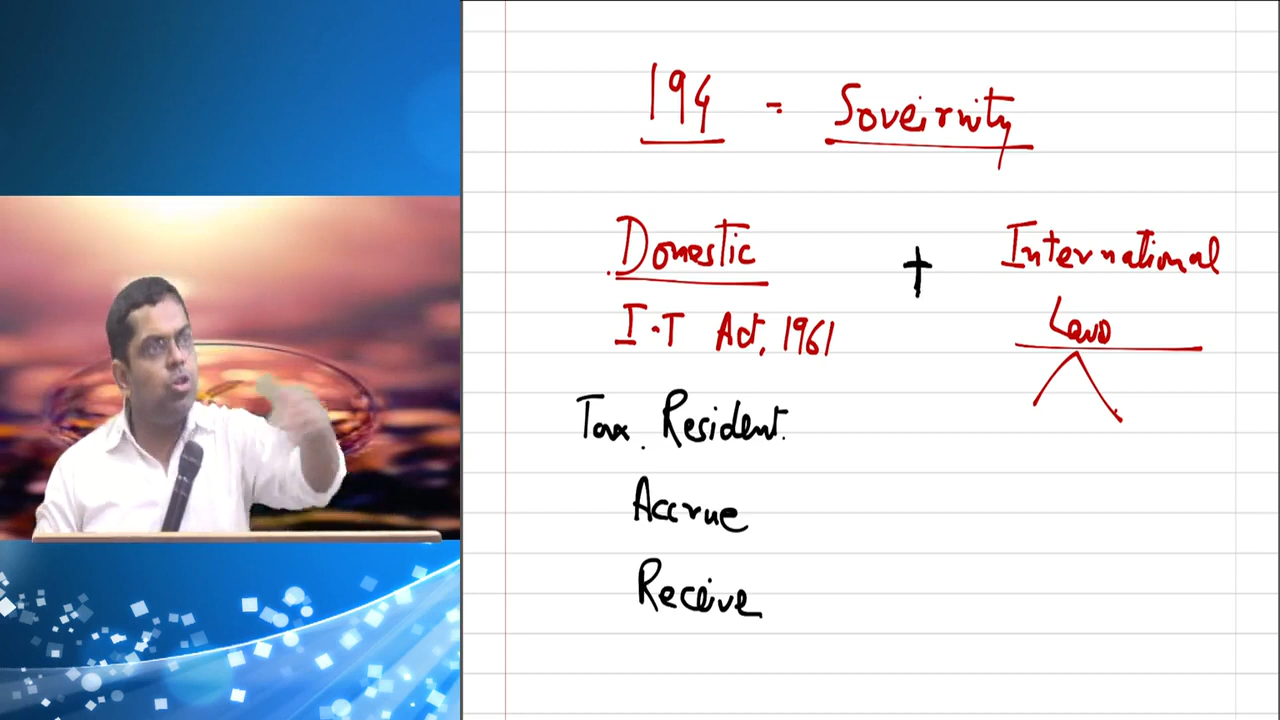 194 = Soveirnity
Domestic + International
I.T Act, 1961 Law
Tax Resident.
Accrue
Receive